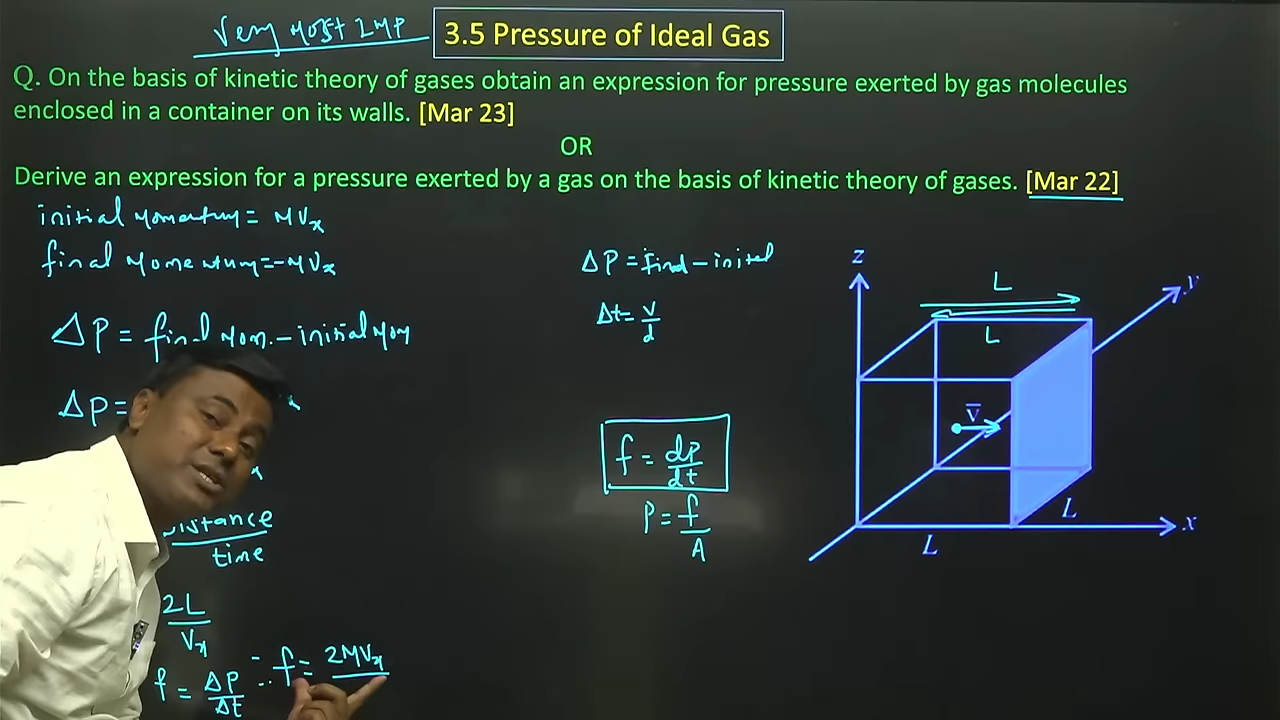 Very most IMP
3.5 Pressure of Ideal Gas
Q. On the basis of kinetic theory of gases obtain an expression for pressure exerted by gas molecules
enclosed in a container on its walls. [Mar 23]
OR
Derive an expression for a pressure exerted by a gas on the basis of kinetic theory of gases. [Mar 22]
initial Momentum = MVx
final Momentum = -MVx
ΔP = final Mom. - initial Mom
ΔP =
distance
time
2L
Vx
f = ΔP/Δt ∴ f = 2MVx
ΔP = final - initial
Δt = v/d
f = dP/dt
P = f/A
z
y
L
L
v̅
L
L
x